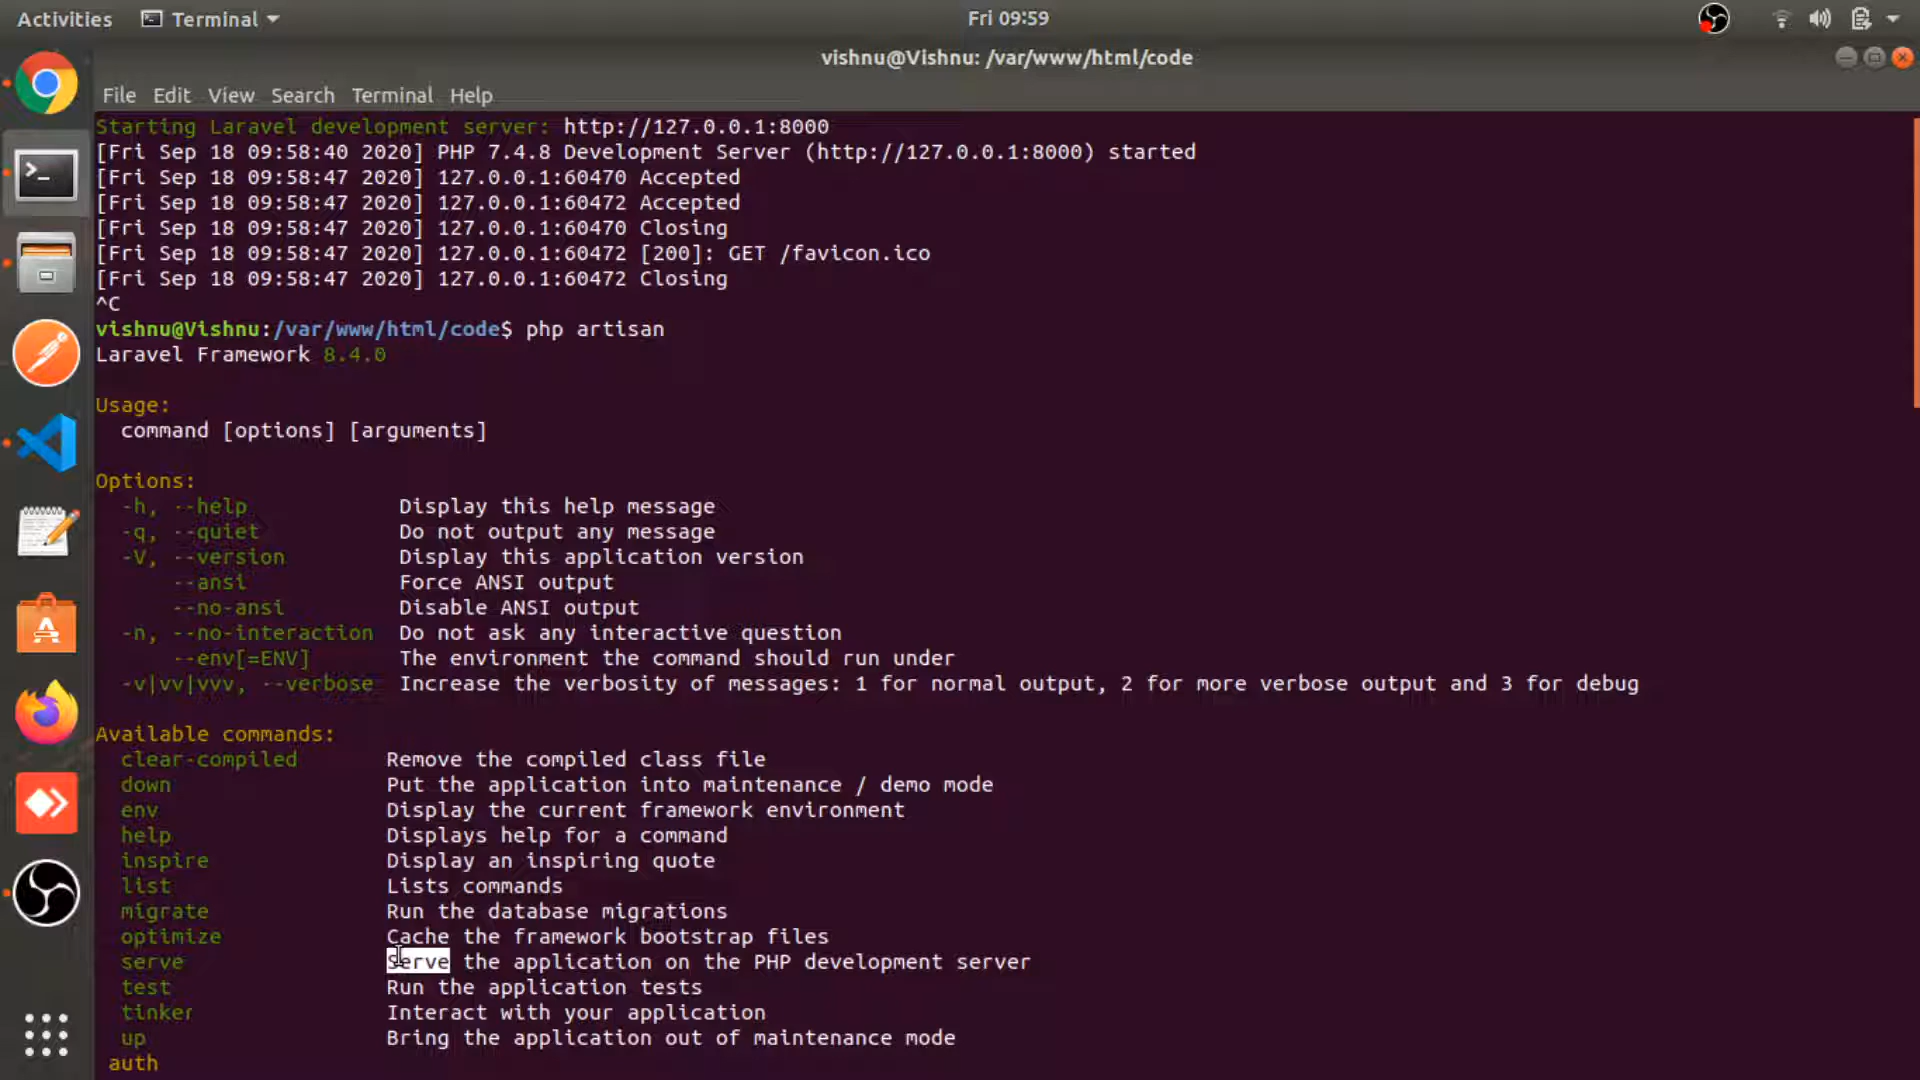 Activities
Terminal
Fri 09:59
vishnu@Vishnu: /var/www/html/code
File Edit View Search Terminal Help
Starting Laravel development server: http://127.0.0.1:8000
[Fri Sep 18 09:58:40 2020] PHP 7.4.8 Development Server (http://127.0.0.1:8000) started
[Fri Sep 18 09:58:47 2020] 127.0.0.1:60470 Accepted
[Fri Sep 18 09:58:47 2020] 127.0.0.1:60472 Accepted
[Fri Sep 18 09:58:47 2020] 127.0.0.1:60470 Closing
[Fri Sep 18 09:58:47 2020] 127.0.0.1:60472 [200]: GET /favicon.ico
[Fri Sep 18 09:58:47 2020] 127.0.0.1:60472 Closing
^C
vishnu@Vishnu:/var/www/html/code$ php artisan
Laravel Framework 8.4.0
Usage:
command [options] [arguments]
Options:
-h, --help Display this help message
-q, --quiet Do not output any message
-V, --version Display this application version
--ansi Force ANSI output
--no-ansi Disable ANSI output
-n, --no-interaction Do not ask any interactive question
--env[=ENV] The environment the command should run under
-v|vv|vvv, --verbose Increase the verbosity of messages: 1 for normal output, 2 for more verbose output and 3 for debug
Available commands:
clear-compiled Remove the compiled class file
down Put the application into maintenance / demo mode
env Display the current framework environment
help Displays help for a command
inspire Display an inspiring quote
list Lists commands
migrate Run the database migrations
optimize Cache the framework bootstrap files
serve Serve the application on the PHP development server
test Run the application tests
tinker Interact with your application
up Bring the application out of maintenance mode
auth